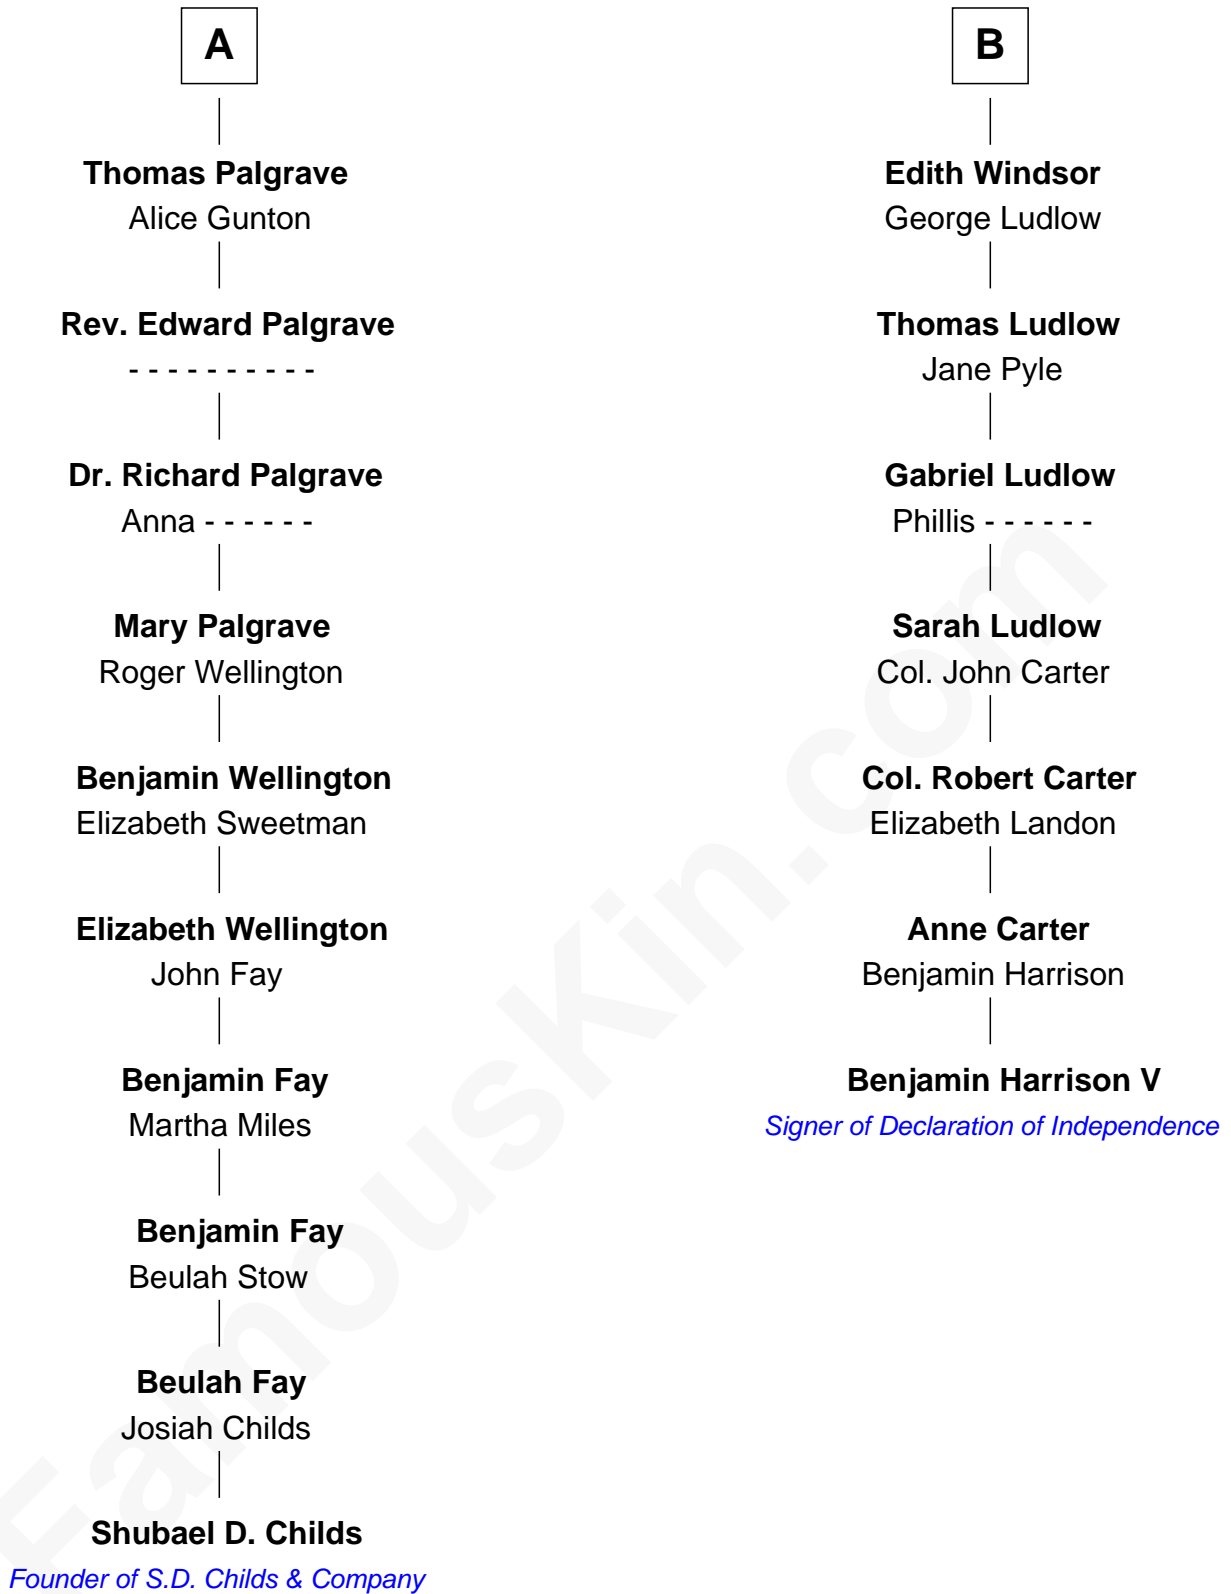 A
Thomas Palgrave
Alice Gunton
Rev. Edward Palgrave
- - - - - - - - - -
Dr. Richard Palgrave
Anna - - - - - -
Mary Palgrave
Roger Wellington
Benjamin Wellington
Elizabeth Sweetman
Elizabeth Wellington
John Fay
Benjamin Fay
Martha Miles
Benjamin Fay
Beulah Stow
Beulah Fay
Josiah Childs
Shubael D. Childs
Founder of S.D. Childs & Company
B
Edith Windsor
George Ludlow
Thomas Ludlow
Jane Pyle
Gabriel Ludlow
Phillis - - - - - -
Sarah Ludlow
Col. John Carter
Col. Robert Carter
Elizabeth Landon
Anne Carter
Benjamin Harrison
Benjamin Harrison V
Signer of Declaration of Independence
FamousKin.com